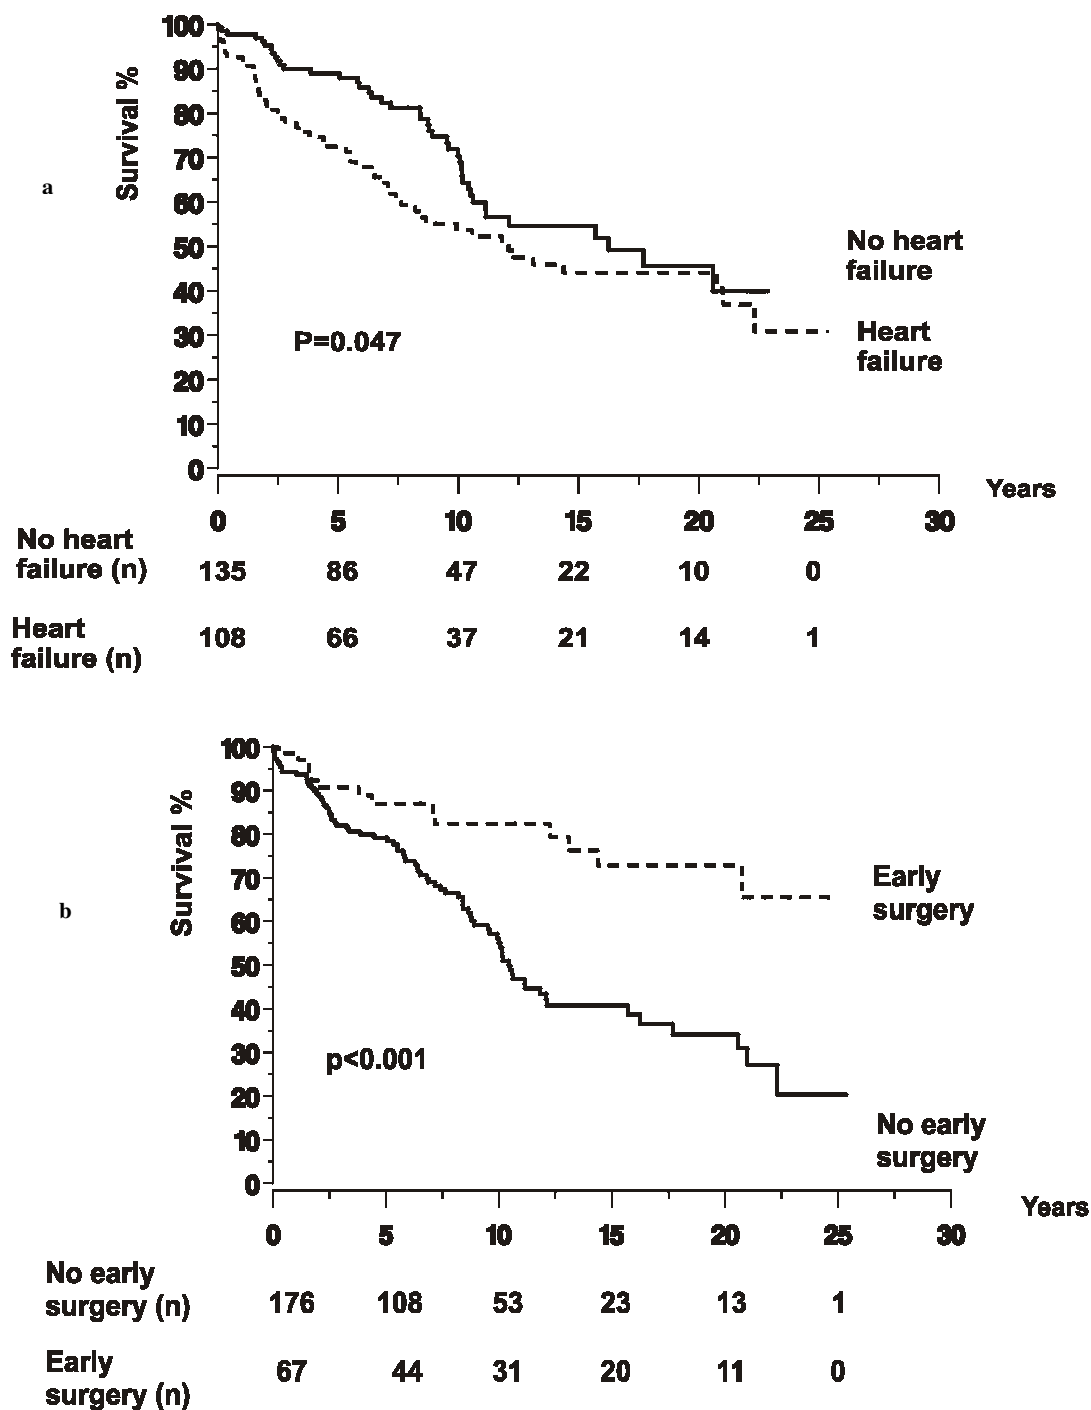 a
Survival %
100
90
80
70
60
50
40
30
20
10
0
No heart
failure
Heart
failure
P=0.047
Years
0 5 10 15 20 25 30
No heart
failure (n) 135 86 47 22 10 0
Heart
failure (n) 108 66 37 21 14 1
b
Survival %
100
90
80
70
60
50
40
30
20
10
0
Early
surgery
p<0.001
No early
surgery
Years
0 5 10 15 20 25 30
No early
surgery (n) 176 108 53 23 13 1
Early
surgery (n) 67 44 31 20 11 0